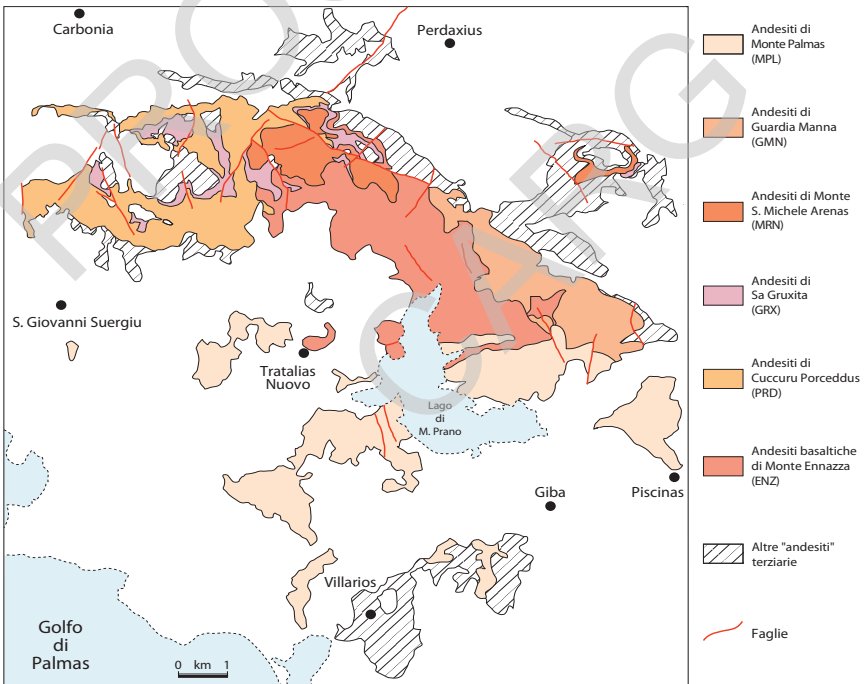 Carbonia
Perdaxius
S. Giovanni Suergiu
Tratalias
Nuovo
Lago
di
M. Prano
Giba
Piscinas
Villarios
Golfo
di
Palmas
0 km 1
Andesiti di
Monte Palmas
(MPL)
Andesiti di
Guardia Manna
(GMN)
Andesiti di Monte
S. Michele Arenas
(MRN)
Andesiti di
Sa Gruxita
(GRX)
Andesiti di
Cuccuru Porceddus
(PRD)
Andesiti basaltiche
di Monte Ennazza
(ENZ)
Altre "andesiti"
terziarie
Faglie